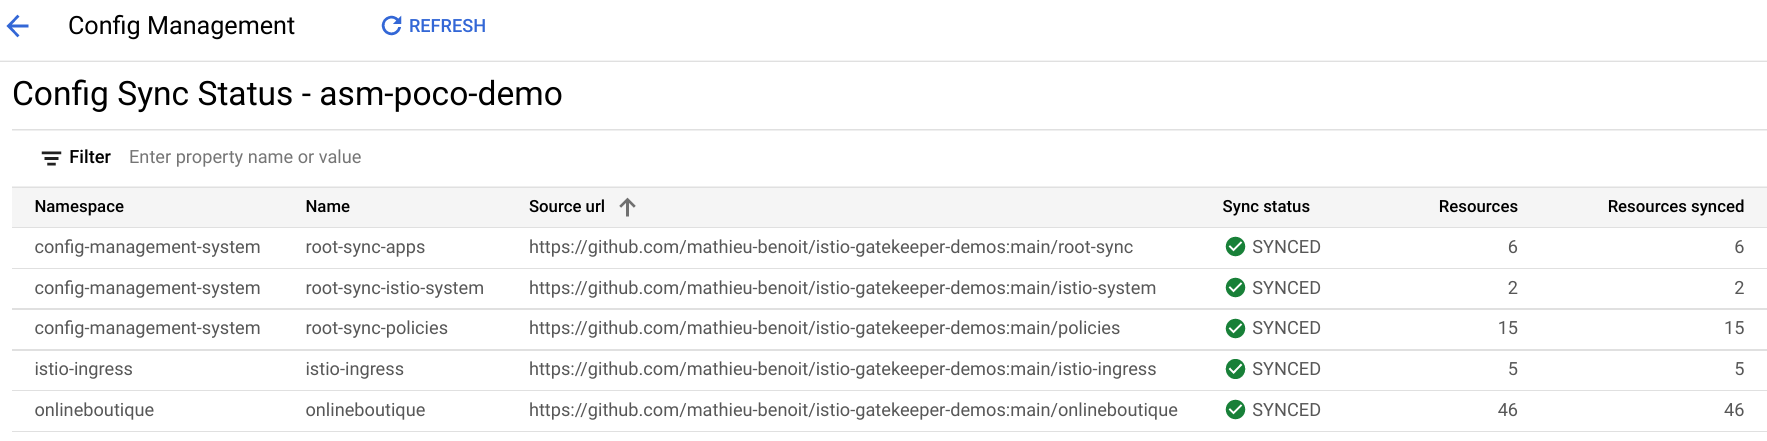 Config Management REFRESH
Config Sync Status - asm-poco-demo
Filter Enter property name or value
Namespace Name Source url Sync status Resources Resources synced
config-management-system root-sync-apps https://github.com/mathieu-benoit/istio-gatekeeper-demos:main/root-sync SYNCED 6 6
config-management-system root-sync-istio-system https://github.com/mathieu-benoit/istio-gatekeeper-demos:main/istio-system SYNCED 2 2
config-management-system root-sync-policies https://github.com/mathieu-benoit/istio-gatekeeper-demos:main/policies SYNCED 15 15
istio-ingress istio-ingress https://github.com/mathieu-benoit/istio-gatekeeper-demos:main/istio-ingress SYNCED 5 5
onlineboutique onlineboutique https://github.com/mathieu-benoit/istio-gatekeeper-demos:main/onlineboutique SYNCED 46 46